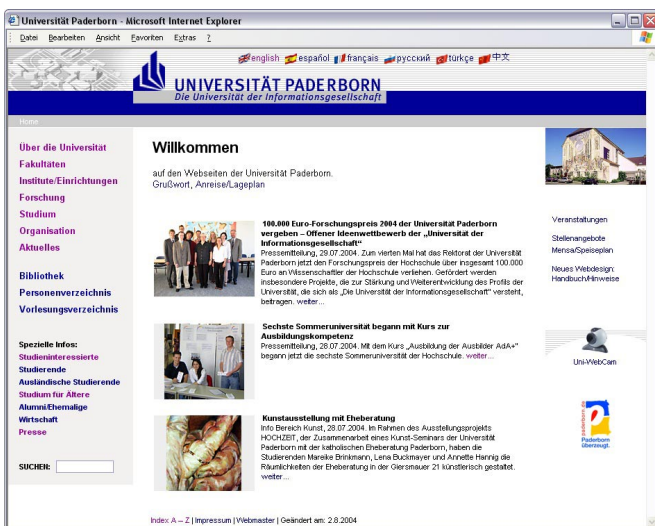 Universität Paderborn - Microsoft Internet Explorer
Datei Bearbeiten Ansicht Favoriten Extras ?
english español français русский türkçe 中文
UNIVERSITÄT PADERBORN
Die Universität der Informationsgesellschaft
Home
Über die Universität
Fakultäten
Institute/Einrichtungen
Forschung
Studium
Organisation
Aktuelles
Bibliothek
Personenverzeichnis
Vorlesungsverzeichnis
Spezielle Infos:
Studieninteressierte
Studierende
Ausländische Studierende
Studium für Ältere
Alumni/Ehemalige
Wirtschaft
Presse
SUCHEN:
Willkommen
auf den Webseiten der Universität Paderborn.
Grußwort, Anreise/Lageplan
100.000 Euro-Forschungspreis 2004 der Universität Paderborn
vergeben – Offener Ideenwettbewerb der „Universität der
Informationsgesellschaft“
Pressemitteilung, 29.07.2004. Zum vierten Mal hat das Rektorat der Universität
Paderborn jetzt den Forschungspreis der Hochschule über insgesamt 100.000
Euro an Wissenschaftler der Hochschule verliehen. Gefördert werden
insbesondere Projekte, die zur Stärkung und Weiterentwicklung des Profils der
Universität, die sich als „Die Universität der Informationsgesellschaft“ versteht,
beitragen. weiter...
Sechste Sommeruniversität begann mit Kurs zur
Ausbildungskompetenz
Pressemitteilung, 28.07.2004. Mit dem Kurs „Ausbildung der Ausbilder AdA+“
begann jetzt die sechste Sommeruniversität der Hochschule. weiter...
Kunstausstellung mit Eheberatung
Info Bereich Kunst, 28.07.2004. Im Rahmen des Ausstellungsprojekts
HOCHZEIT, der Zusammenarbeit eines Kunst-Seminars der Universität
Paderborn mit der katholischen Eheberatung Paderborn, haben die
Studierenden Mareike Brinkmann, Lena Buckmayer und Annette Hannig die
Räumlichkeiten der Eheberatung in der Giersmauer 21 künstlerisch gestaltet.
weiter...
Index A – Z | Impressum | Webmaster | Geändert am: 2.8.2004
Veranstaltungen
Stellenangebote
Mensa/Speiseplan
Neues Webdesign:
Handbuch/Hinweise
Uni-WebCam
paderborn.de
Paderborn
überzeugt.